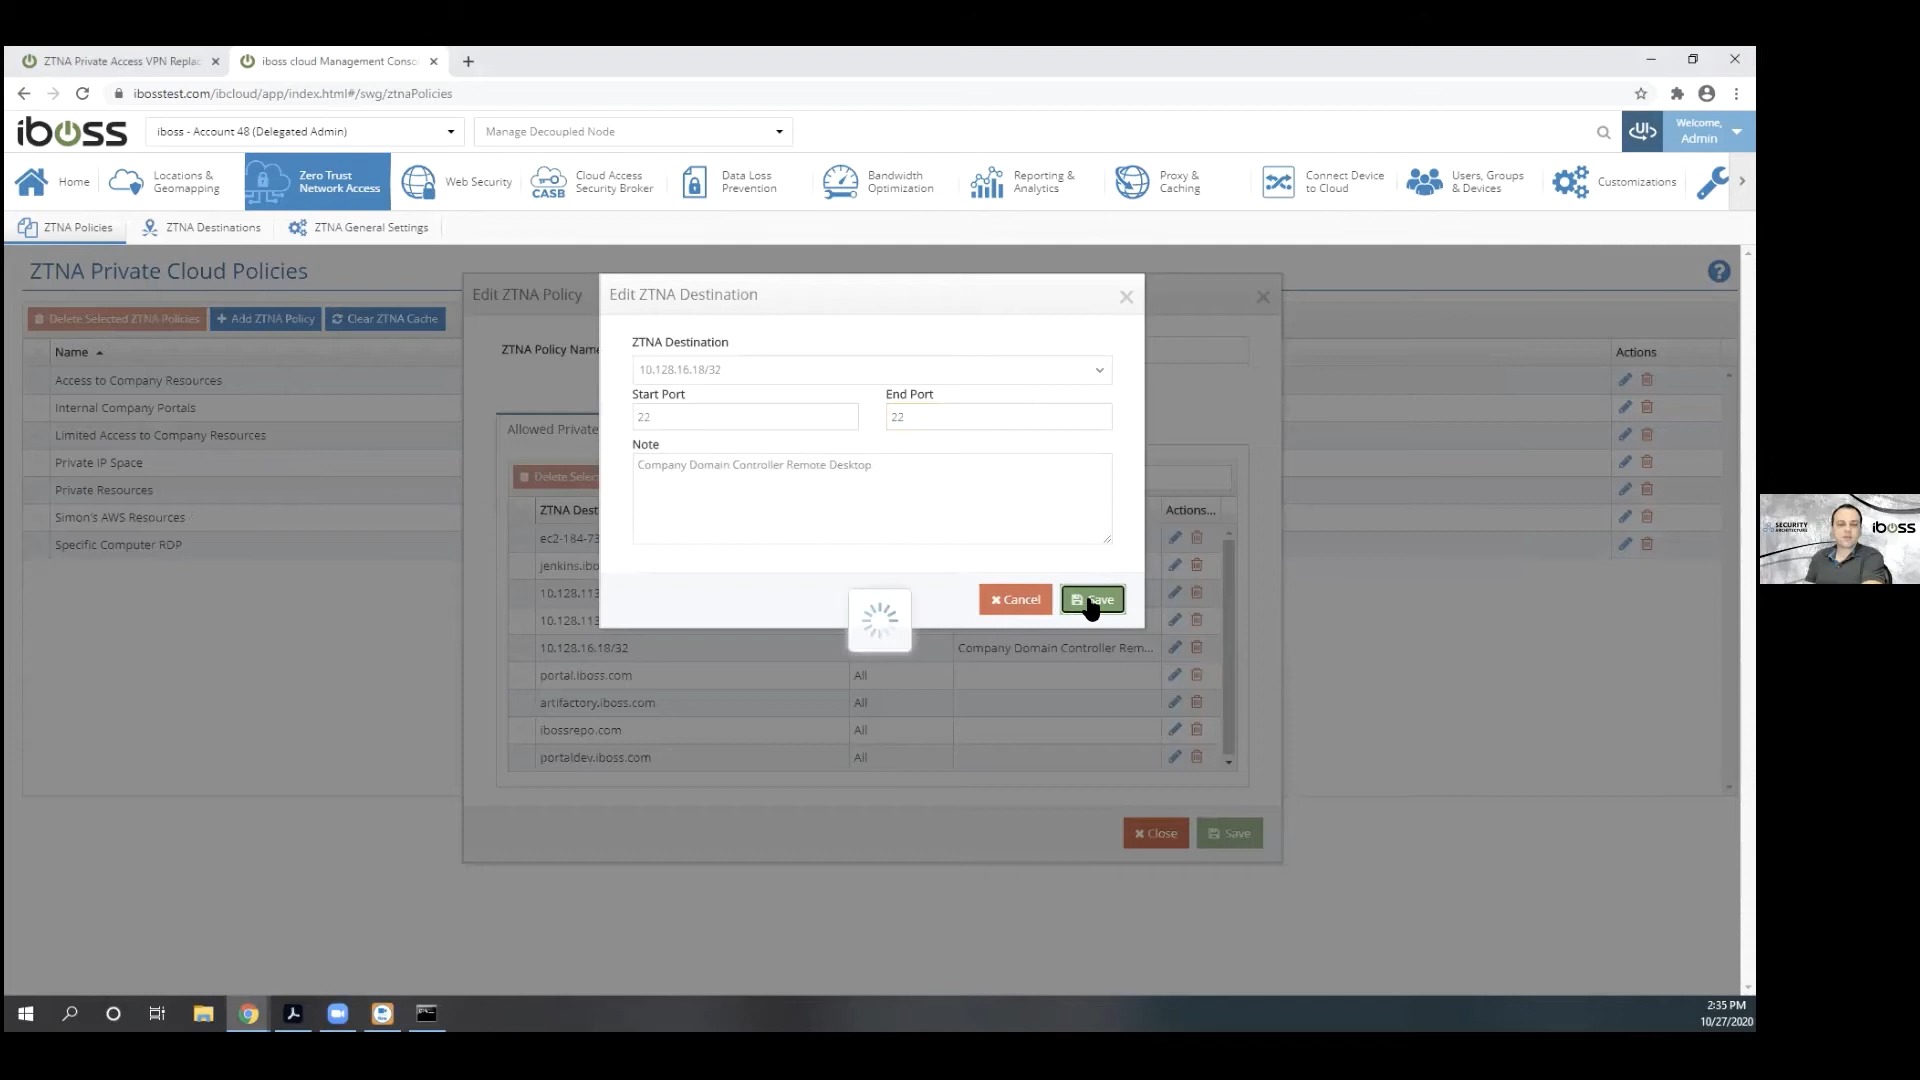 ZTNA Private Access VPN Replac
iboss cloud Management Conso
ibosstest.com/ibcloud/app/index.html#/swg/ztnaPolicies
iboss
iboss - Account 48 (Delegated Admin)
Manage Decoupled Node
Welcome,
Admin
Home
Locations &
Geomapping
Zero Trust
Network Access
Web Security
CASB
Cloud Access
Security Broker
Data Loss
Prevention
Bandwidth
Optimization
Reporting &
Analytics
Proxy &
Caching
Connect Device
to Cloud
Users, Groups
& Devices
Customizations
ZTNA Policies
ZTNA Destinations
ZTNA General Settings
ZTNA Private Cloud Policies
Delete Selected ZTNA Policies
+ Add ZTNA Policy
Clear ZTNA Cache
Name
Actions
Access to Company Resources
Internal Company Portals
Limited Access to Company Resources
Private IP Space
Private Resources
Simon's AWS Resources
Specific Computer RDP
Edit ZTNA Policy
ZTNA Policy Name
Allowed Private
Delete Selec
ZTNA Dest
Actions...
ec2-184-73
jenkins.ibo
10.128.113
10.128.113
10.128.16.18/32
Company Domain Controller Rem...
portal.iboss.com
All
artifactory.iboss.com
All
ibossrepo.com
All
portaldev.iboss.com
All
Close
Save
Edit ZTNA Destination
ZTNA Destination
10.128.16.18/32
Start Port
End Port
22
22
Note
Company Domain Controller Remote Desktop
Cancel
Save
SECURITY
ARCHITECTURE
iboss
2:35 PM
10/27/2020